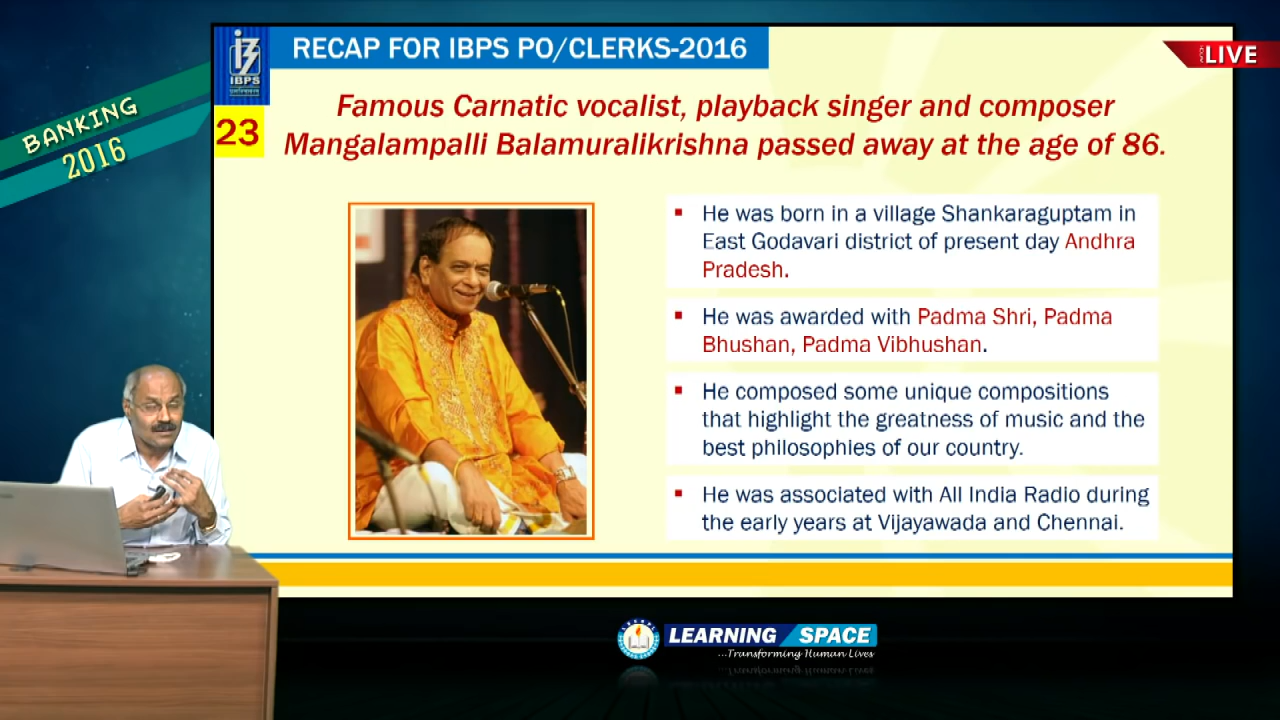 RECAP FOR IBPS PO/CLERKS-2016
LIVE
IBPS
BANKING
2016
23
Famous Carnatic vocalist, playback singer and composer
Mangalampalli Balamuralikrishna passed away at the age of 86.
▪ He was born in a village Shankaraguptam in
East Godavari district of present day Andhra
Pradesh.
▪ He was awarded with Padma Shri, Padma
Bhushan, Padma Vibhushan.
▪ He composed some unique compositions
that highlight the greatness of music and the
best philosophies of our country.
▪ He was associated with All India Radio during
the early years at Vijayawada and Chennai.
LEARNING SPACE
...Transforming Human Lives